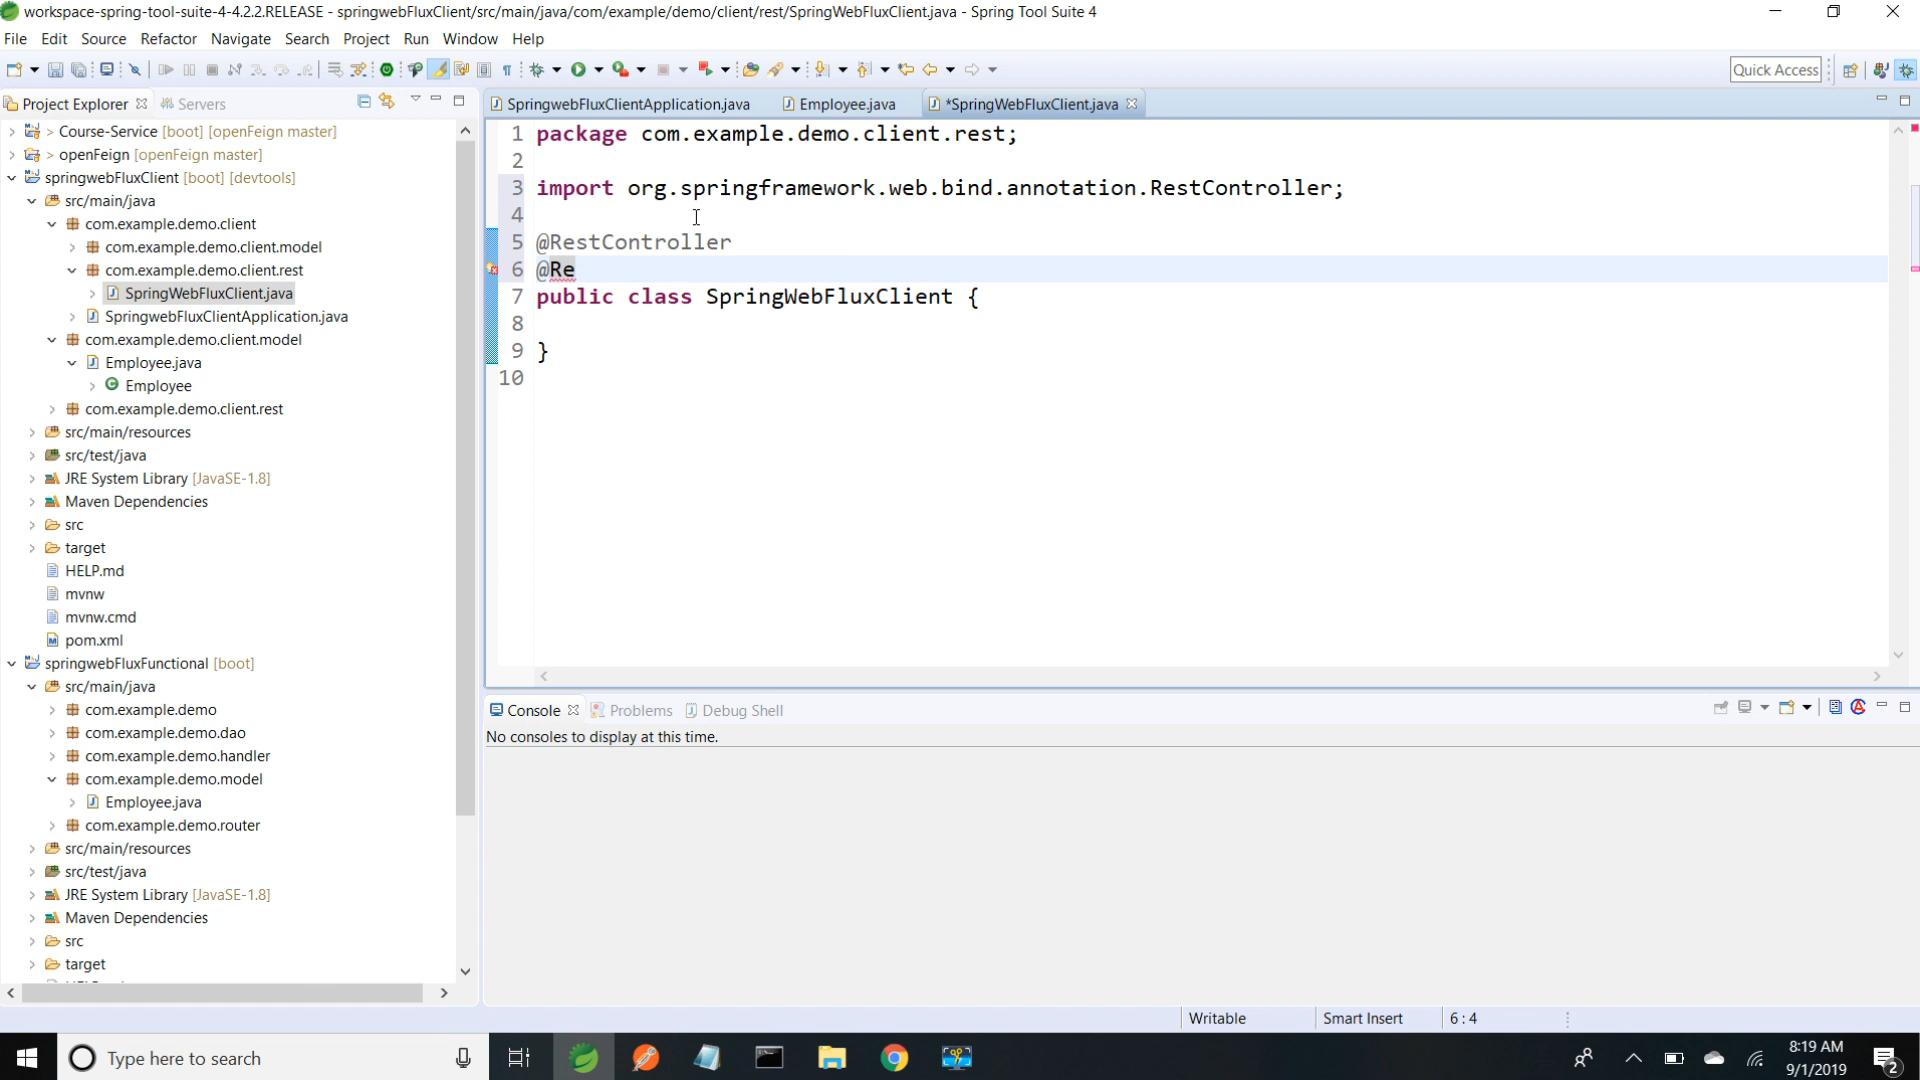 workspace-spring-tool-suite-4-4.2.2.RELEASE - springwebFluxClient/src/main/java/com/example/demo/client/rest/SpringWebFluxClient.java - Spring Tool Suite 4
File Edit Source Refactor Navigate Search Project Run Window Help
Quick Access
Project Explorer Servers
SpringwebFluxClientApplication.java Employee.java *SpringWebFluxClient.java
> Course-Service [boot] [openFeign master]
> openFeign [openFeign master]
springwebFluxClient [boot] [devtools]
src/main/java
com.example.demo.client
com.example.demo.client.model
com.example.demo.client.rest
SpringWebFluxClient.java
SpringwebFluxClientApplication.java
com.example.demo.client.model
Employee.java
Employee
com.example.demo.client.rest
src/main/resources
src/test/java
JRE System Library [JavaSE-1.8]
Maven Dependencies
src
target
HELP.md
mvnw
mvnw.cmd
pom.xml
springwebFluxFunctional [boot]
src/main/java
com.example.demo
com.example.demo.dao
com.example.demo.handler
com.example.demo.model
Employee.java
com.example.demo.router
src/main/resources
src/test/java
JRE System Library [JavaSE-1.8]
Maven Dependencies
src
target
1 package com.example.demo.client.rest;
2
3 import org.springframework.web.bind.annotation.RestController;
4
5 @RestController
6 @Re
7 public class SpringWebFluxClient {
8
9 }
10
Console Problems Debug Shell
No consoles to display at this time.
Writable Smart Insert 6 : 4
Type here to search
8:19 AM
9/1/2019
2